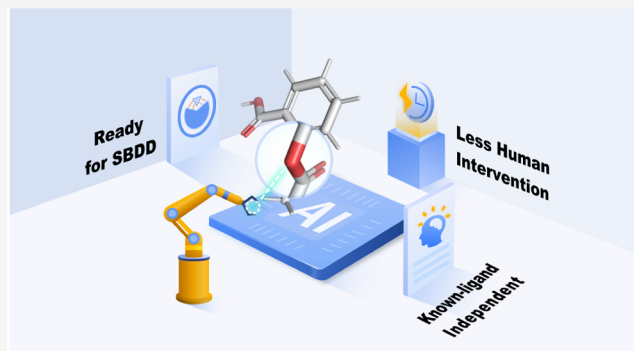 Ready
for SBDD
Less Human
Intervention
AI
Known-ligand
Independent